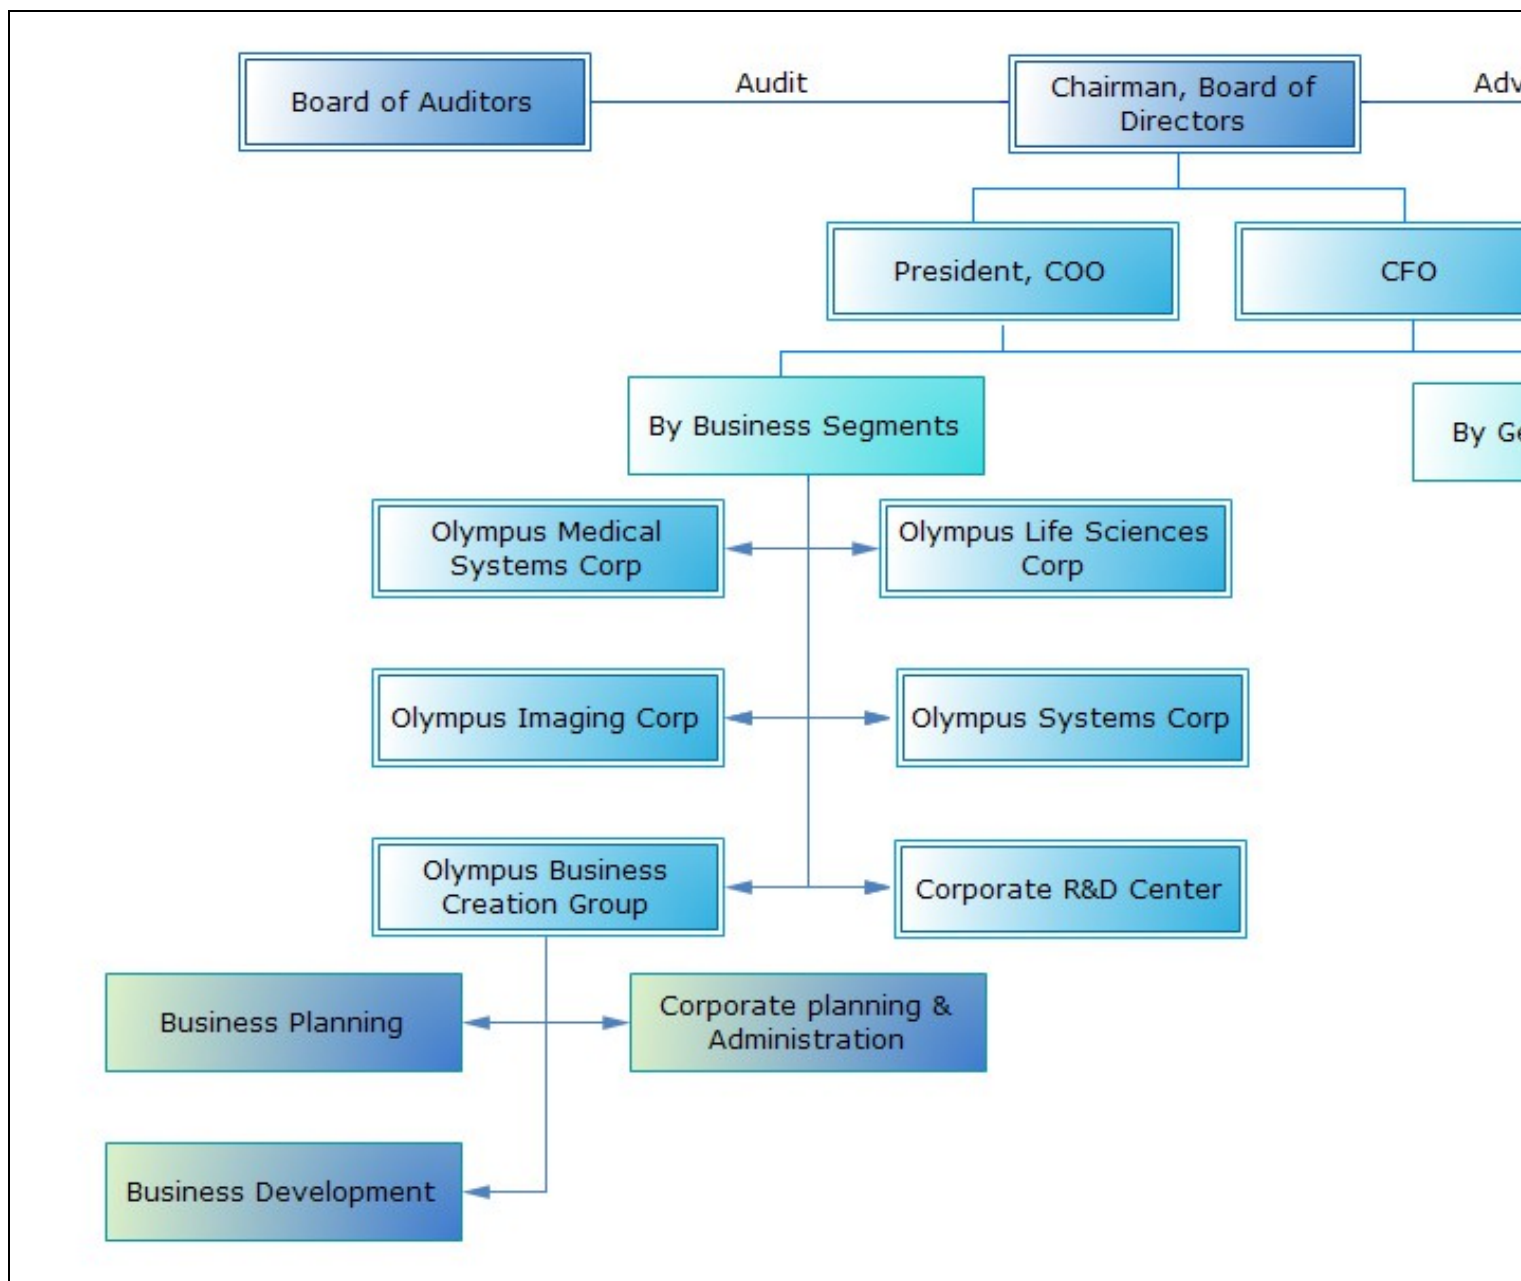 Board of Auditors
Audit
Chairman, Board of
Directors
President, COO
CFO
By Business Segments
By
Olympus Medical
Systems Corp
Olympus Life Sciences
Corp
Olympus Imaging Corp
Olympus Systems Corp
Olympus Business
Creation Group
Corporate R&D Center
Business Planning
Corporate planning &
Administration
Business Development